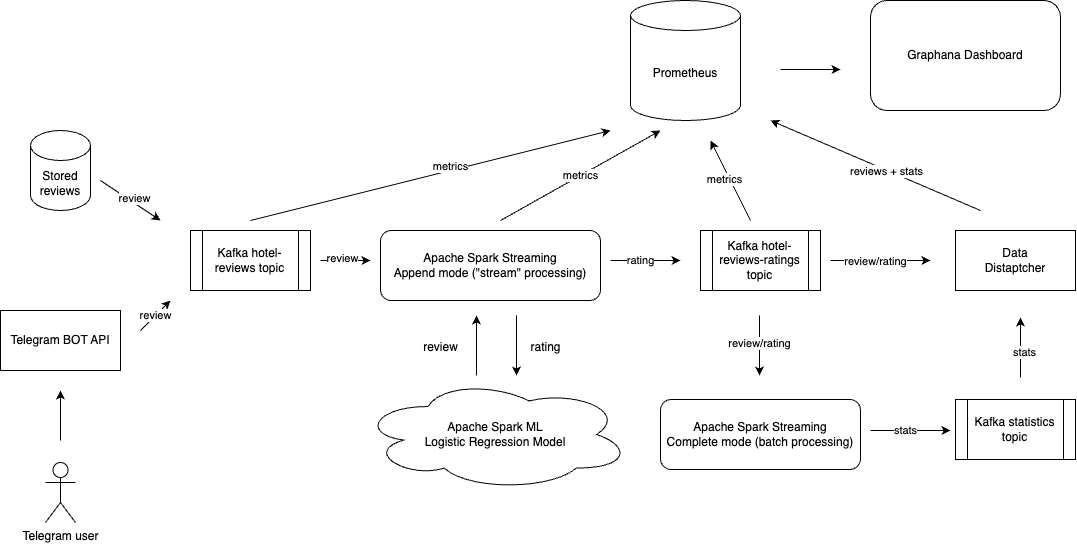 Prometheus
Graphana Dashboard
Stored
reviews
metrics
metrics
metrics
reviews + stats
review
Kafka hotel-
reviews topic
review
Apache Spark Streaming
Append mode ("stream" processing)
rating
Kafka hotel-
reviews-ratings
topic
review/rating
Data
Distaptcher
review
Telegram BOT API
review
rating
review/rating
stats
Apache Spark ML
Logistic Regression Model
Apache Spark Streaming
Complete mode (batch processing)
stats
Kafka statistics
topic
Telegram user